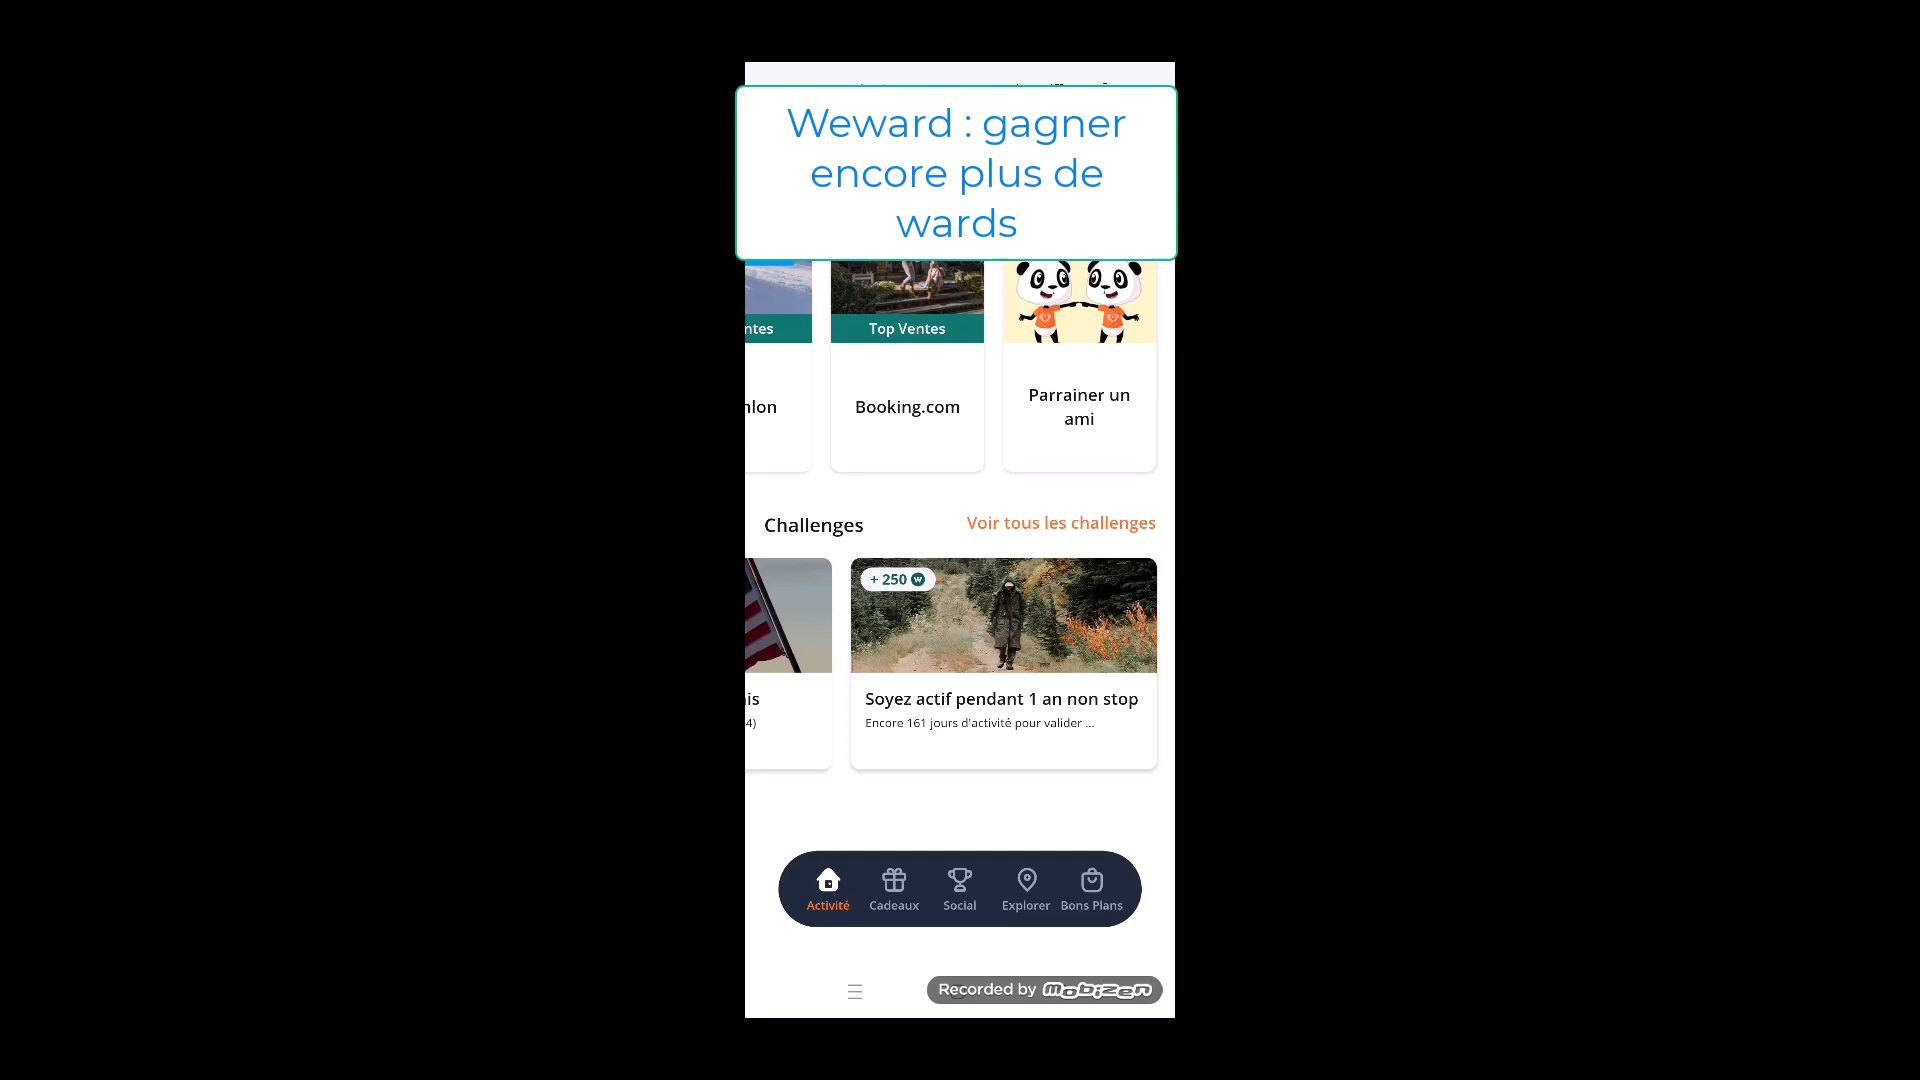 Weward : gagner
encore plus de
wards
ntes
Top Ventes
hlon
Booking.com
Parrainer un
ami
Challenges
Voir tous les challenges
+ 250 W
Soyez actif pendant 1 an non stop
Encore 161 jours d'activité pour valider ...
4)
Activité
Cadeaux
Social
Explorer
Bons Plans
Recorded by Mobizen